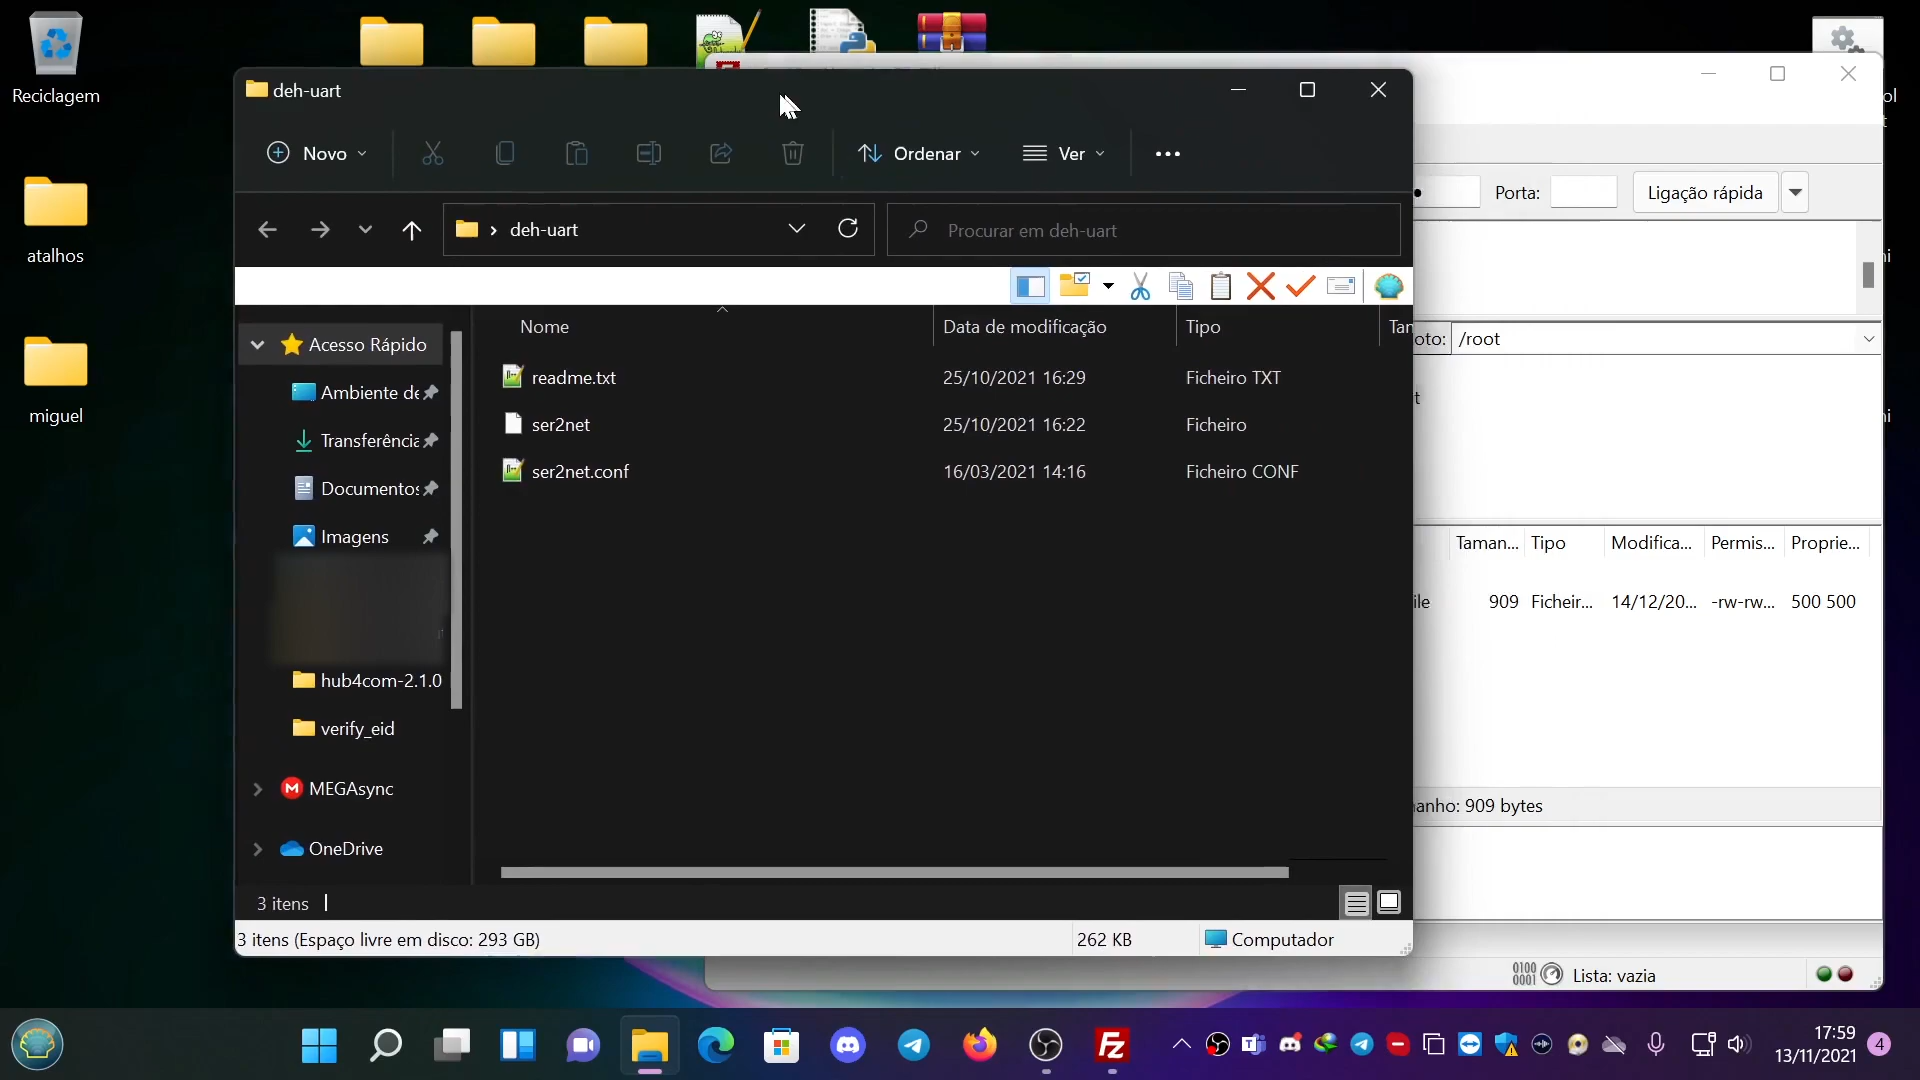 Reciclagem
atalhos
miguel
deh-uart
Novo
Ordenar
Ver
deh-uart
Procurar em deh-uart
Nome
Data de modificação
Tipo
readme.txt
25/10/2021 16:29
Ficheiro TXT
ser2net
25/10/2021 16:22
Ficheiro
ser2net.conf
16/03/2021 14:16
Ficheiro CONF
Acesso Rápido
Ambiente de
Transferência
Documentos
Imagens
hub4com-2.1.0
verify_eid
MEGAsync
OneDrive
3 itens
3 itens (Espaço livre em disco: 293 GB)
262 KB
Computador
Porta:
Ligação rápida
oto:
/root
Taman...
Tipo
Modifica...
Permis...
Proprie...
ile
909
Ficheir...
14/12/20...
-rw-rw...
500 500
anho: 909 bytes
Lista: vazia
17:59
13/11/2021
4